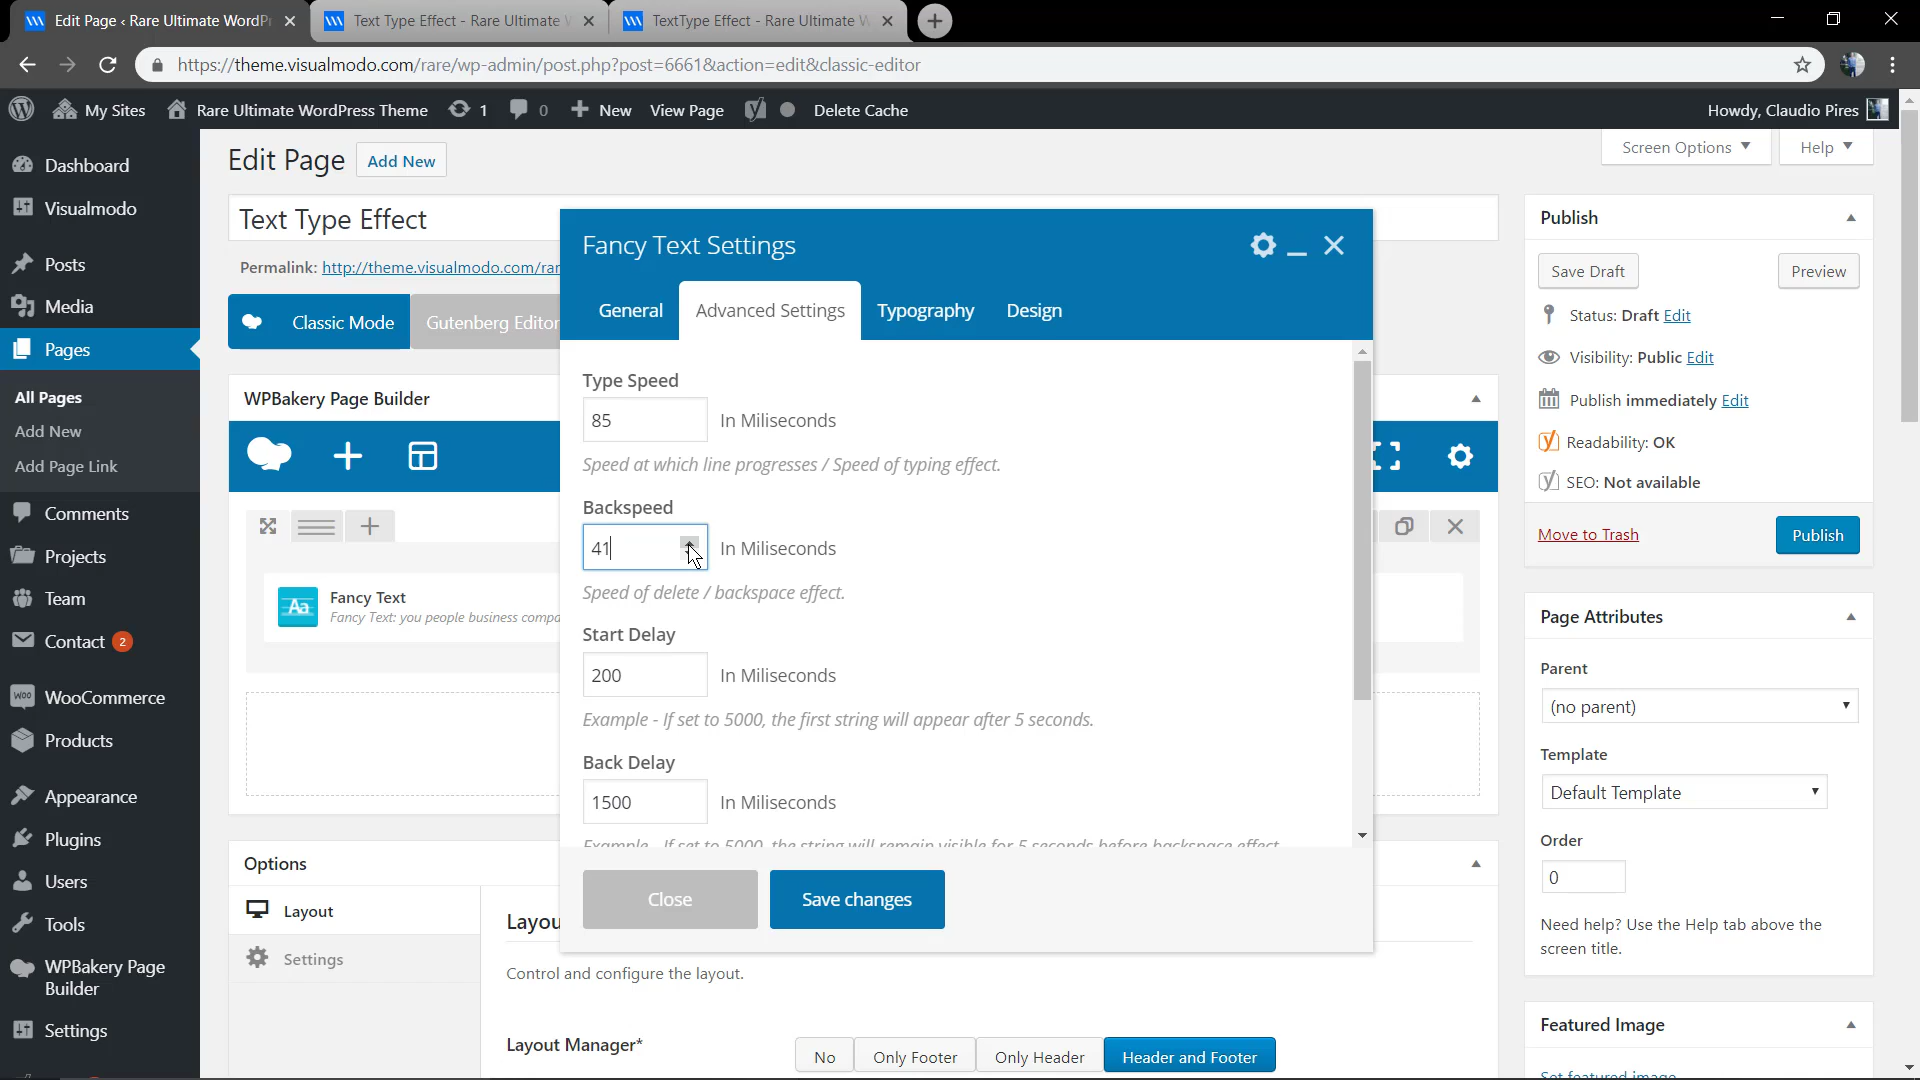 Edit Page ‹ Rare Ultimate WordP
Text Type Effect - Rare Ultimate
TextType Effect - Rare Ultimate W
https://theme.visualmodo.com/rare/wp-admin/post.php?post=6661&action=edit&classic-editor
My Sites
Rare Ultimate WordPress Theme
1
0
New
View Page
Delete Cache
Howdy, Claudio Pires
Dashboard
Visualmodo
Posts
Media
Pages
All Pages
Add New
Add Page Link
Comments
Projects
Team
Contact 2
WooCommerce
Products
Appearance
Plugins
Users
Tools
WPBakery Page
Builder
Settings
Edit Page
Add New
Screen Options
Help
Text Type Effect
Permalink: http://theme.visualmodo.com/rar
Classic Mode
Gutenberg Editor
WPBakery Page Builder
Aa
Fancy Text
Fancy Text: you people business compa
Options
Layout
Settings
Layou
Control and configure the layout.
Layout Manager*
No
Only Footer
Only Header
Header and Footer
Fancy Text Settings
General
Advanced Settings
Typography
Design
Type Speed
85
In Miliseconds
Speed at which line progresses / Speed of typing effect.
Backspeed
41
In Miliseconds
Speed of delete / backspace effect.
Start Delay
200
In Miliseconds
Example - If set to 5000, the first string will appear after 5 seconds.
Back Delay
1500
In Miliseconds
Example - If set to 5000, the string will remain visible for 5 seconds before backspace effect
Close
Save changes
Publish
Save Draft
Preview
Status: Draft Edit
Visibility: Public Edit
Publish immediately Edit
Readability: OK
SEO: Not available
Move to Trash
Publish
Page Attributes
Parent
(no parent)
Template
Default Template
Order
0
Need help? Use the Help tab above the
screen title.
Featured Image
Set featured image